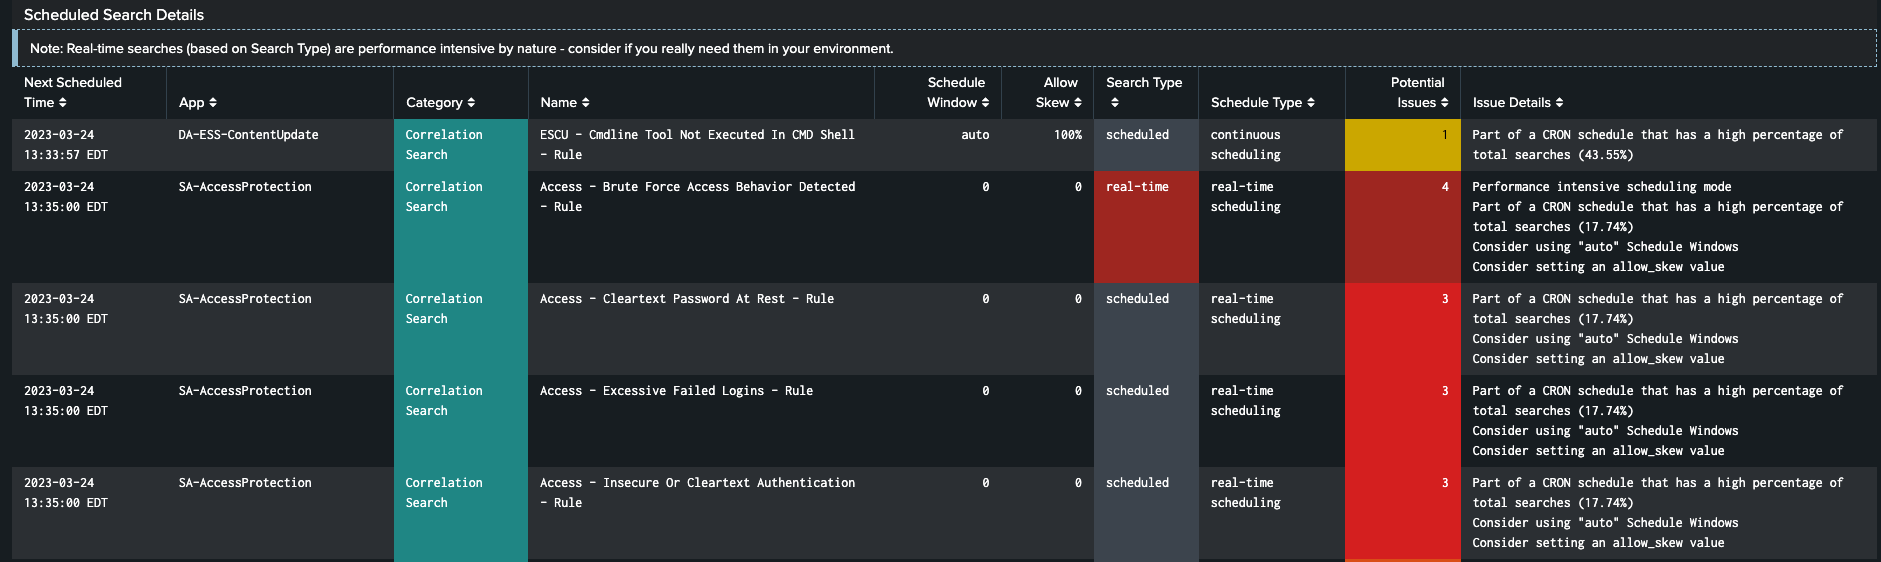 Scheduled Search Details
Note: Real-time searches (based on Search Type) are performance intensive by nature - consider if you really need them in your environment.
Next Scheduled Time
App
Category
Name
Schedule Window
Allow Skew
Search Type
Schedule Type
Potential Issues
Issue Details
2023-03-24
13:33:57 EDT
DA-ESS-ContentUpdate
Correlation
Search
ESCU - Cmdline Tool Not Executed In CMD Shell
- Rule
auto
100%
scheduled
continuous
scheduling
1
Part of a CRON schedule that has a high percentage of
total searches (43.55%)
2023-03-24
13:35:00 EDT
SA-AccessProtection
Correlation
Search
Access - Brute Force Access Behavior Detected
- Rule
0
0
real-time
real-time
scheduling
4
Performance intensive scheduling mode
Part of a CRON schedule that has a high percentage of
total searches (17.74%)
Consider using "auto" Schedule Windows
Consider setting an allow_skew value
2023-03-24
13:35:00 EDT
SA-AccessProtection
Correlation
Search
Access - Cleartext Password At Rest - Rule
0
0
scheduled
real-time
scheduling
3
Part of a CRON schedule that has a high percentage of
total searches (17.74%)
Consider using "auto" Schedule Windows
Consider setting an allow_skew value
2023-03-24
13:35:00 EDT
SA-AccessProtection
Correlation
Search
Access - Excessive Failed Logins - Rule
0
0
scheduled
real-time
scheduling
3
Part of a CRON schedule that has a high percentage of
total searches (17.74%)
Consider using "auto" Schedule Windows
Consider setting an allow_skew value
2023-03-24
13:35:00 EDT
SA-AccessProtection
Correlation
Search
Access - Insecure Or Cleartext Authentication
- Rule
0
0
scheduled
real-time
scheduling
3
Part of a CRON schedule that has a high percentage of
total searches (17.74%)
Consider using "auto" Schedule Windows
Consider setting an allow_skew value